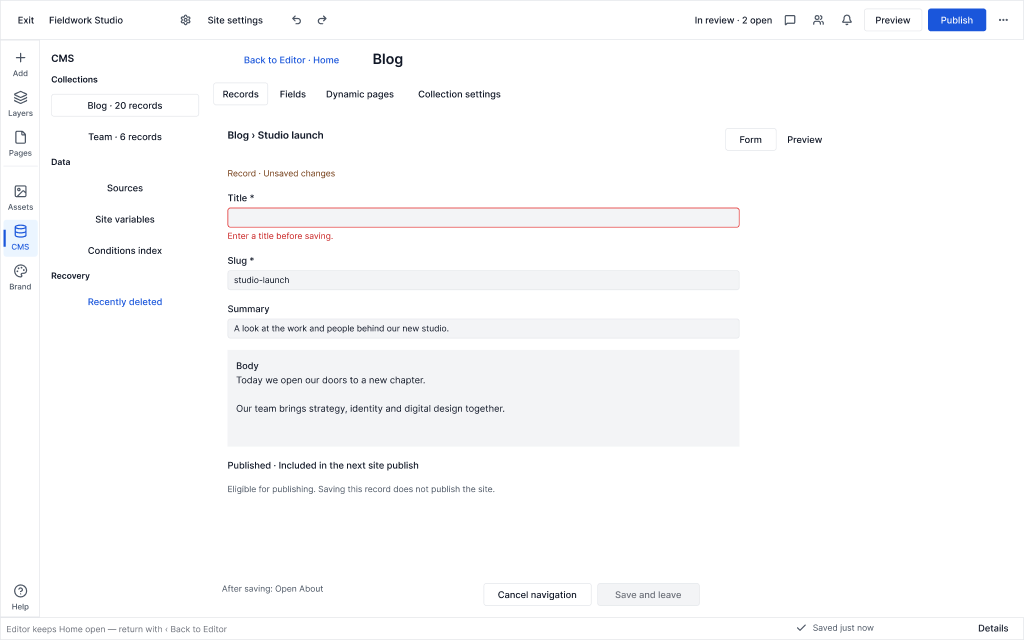 Exit Fieldwork Studio Site settings In review · 2 open Preview Publish
Add
Layers
Pages
Assets
CMS
Brand
Help
CMS
Collections
Blog · 20 records
Team · 6 records
Data
Sources
Site variables
Conditions index
Recovery
Recently deleted
Back to Editor · Home Blog
Records Fields Dynamic pages Collection settings
Blog › Studio launch Form Preview
Record · Unsaved changes
Title *
Enter a title before saving.
Slug *
studio-launch
Summary
A look at the work and people behind our new studio.
Body
Today we open our doors to a new chapter.
Our team brings strategy, identity and digital design together.
Published · Included in the next site publish
Eligible for publishing. Saving this record does not publish the site.
After saving: Open About Cancel navigation Save and leave
Editor keeps Home open — return with ‹ Back to Editor Saved just now Details